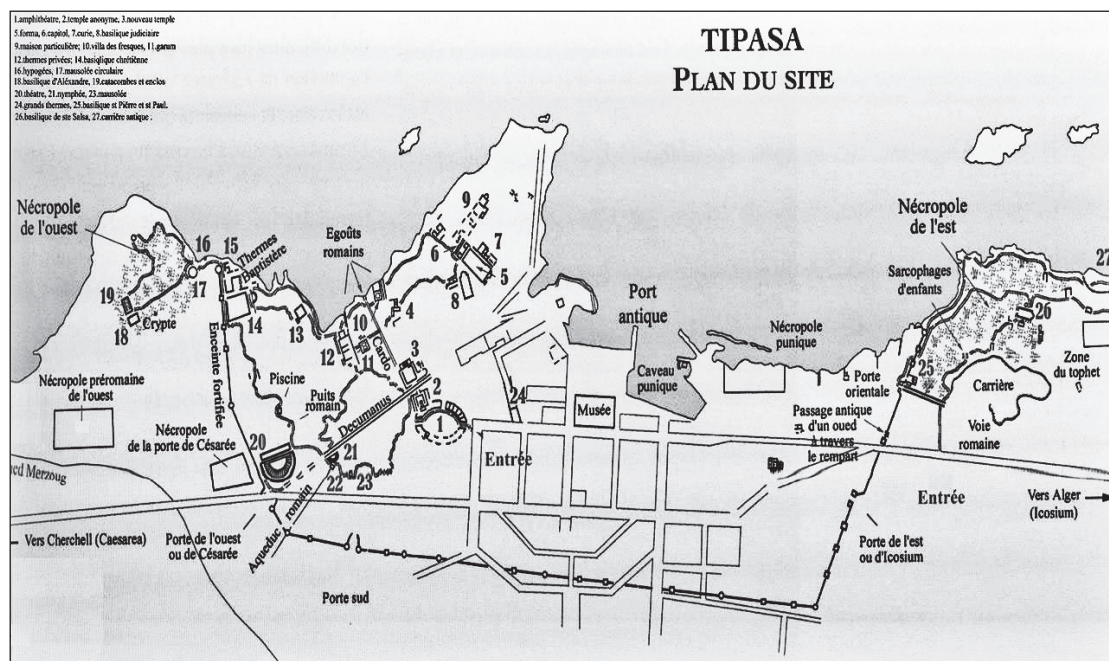 1.amphithéatre, 2.temple anonyme, 3.nouveau temple
5.forma, 6.capitol, 7.curie, 8.basilique judiciaire
9.maison particulière; 10.villa des fresques, 11.garum
12.thermes privées; 14.basiqlique chrétiènne
16.hypogées, 17.mausolée circulaire
18.basilique d'Aléxandre, 19.catacombes et enclos
20.théatre, 21.nymphée, 23.mausolée
24.grands thermes, 25.basilique st Pièrre et st Paul.
26.basilique de ste Salsa, 27.carrière antique .
TIPASA
PLAN DU SITE
Nécropole
de l'ouest
16
15
Thermes
Baptistère
17
19
18
Crypte
14
13
Enceinte fortifiée
Egoûts
romains
9
6
7
5
8
4
10
12
11
Cardo
3
2
1
Decumanus
Piscine
Puits
romain
Nécropole préromaine
de l'ouest
Nécropole
de la porte de Césarée
20
21
22
23
24
Musée
Port
antique
Caveau
punique
Nécropole
punique
Nécropole
de l'est
Sarcophages
d'enfants
27
26
25
Zone
du tophet
Carrière
Porte
orientale
Voie
romaine
Passage antique
d'un oued
à travers
le rempart
Entrée
Entrée
Vers Alger
(Icosium)
Merzoug
Vers Cherchell (Caesarea)
Porte de l'ouest
ou de Césarée
Aqueduc romain
Porte sud
Porte de l'est
ou d'Icosium